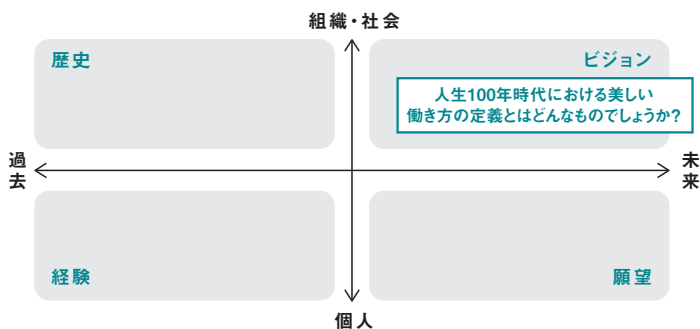 組織・社会
歴史
ビジョン
人生100年時代における美しい
働き方の定義とはどんなものでしょうか?
過去
未来
経験
願望
個人